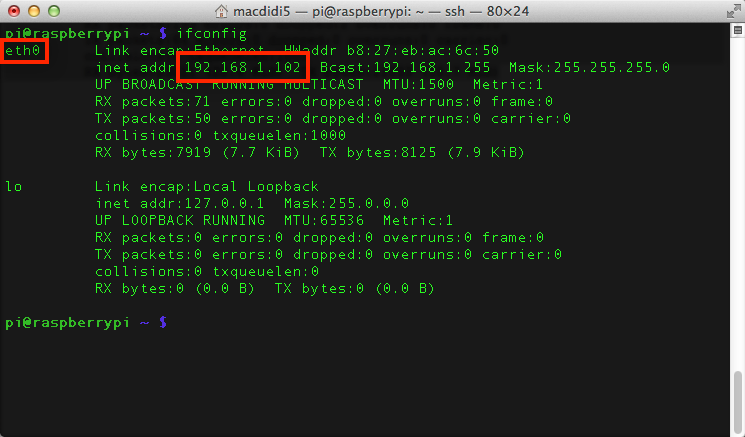 macdidi5 — pi@raspberrypi: ~ — ssh — 80×24
pi@raspberrypi ~ $ ifconfig
eth0 Link encap:Ethernet HWaddr b8:27:eb:ac:6c:50
inet addr:192.168.1.102 Bcast:192.168.1.255 Mask:255.255.255.0
UP BROADCAST RUNNING MULTICAST MTU:1500 Metric:1
RX packets:71 errors:0 dropped:0 overruns:0 frame:0
TX packets:50 errors:0 dropped:0 overruns:0 carrier:0
collisions:0 txqueuelen:1000
RX bytes:7919 (7.7 KiB) TX bytes:8125 (7.9 KiB)
lo Link encap:Local Loopback
inet addr:127.0.0.1 Mask:255.0.0.0
UP LOOPBACK RUNNING MTU:65536 Metric:1
RX packets:0 errors:0 dropped:0 overruns:0 frame:0
TX packets:0 errors:0 dropped:0 overruns:0 carrier:0
collisions:0 txqueuelen:0
RX bytes:0 (0.0 B) TX bytes:0 (0.0 B)
pi@raspberrypi ~ $